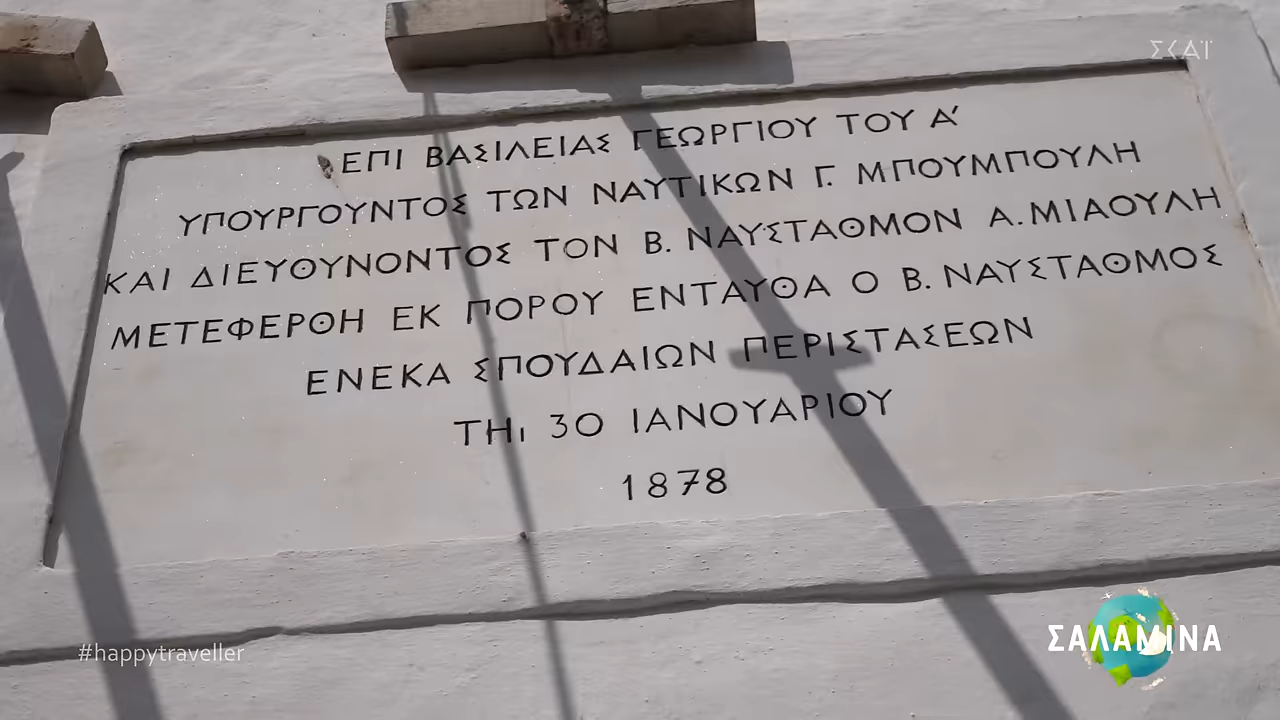 ΣΚΑΪ
ΕΠΙ ΒΑΣΙΛΕΙΑΣ ΓΕΩΡΓΙΟΥ ΤΟΥ Α΄
ΥΠΟΥΡΓΟΥΝΤΟΣ ΤΩΝ ΝΑΥΤΙΚΩΝ Γ. ΜΠΟΥΜΠΟΥΛΗ
ΚΑΙ ΔΙΕΥΘΥΝΟΝΤΟΣ ΤΟΝ Β. ΝΑΥΣΤΑΘΜΟΝ Α.ΜΙΑΟΥΛΗ
ΜΕΤΕΦΕΡΘΗ ΕΚ ΠΟΡΟΥ ΕΝΤΑΥΘΑ Ο Β. ΝΑΥΣΤΑΘΜΟΣ
ΕΝΕΚΑ ΣΠΟΥΔΑΙΩΝ ΠΕΡΙΣΤΑΣΕΩΝ
ΤΗι 30 ΙΑΝΟΥΑΡΙΟΥ
1878
#happytraveller
ΣΑΛΑΜΙΝΑ